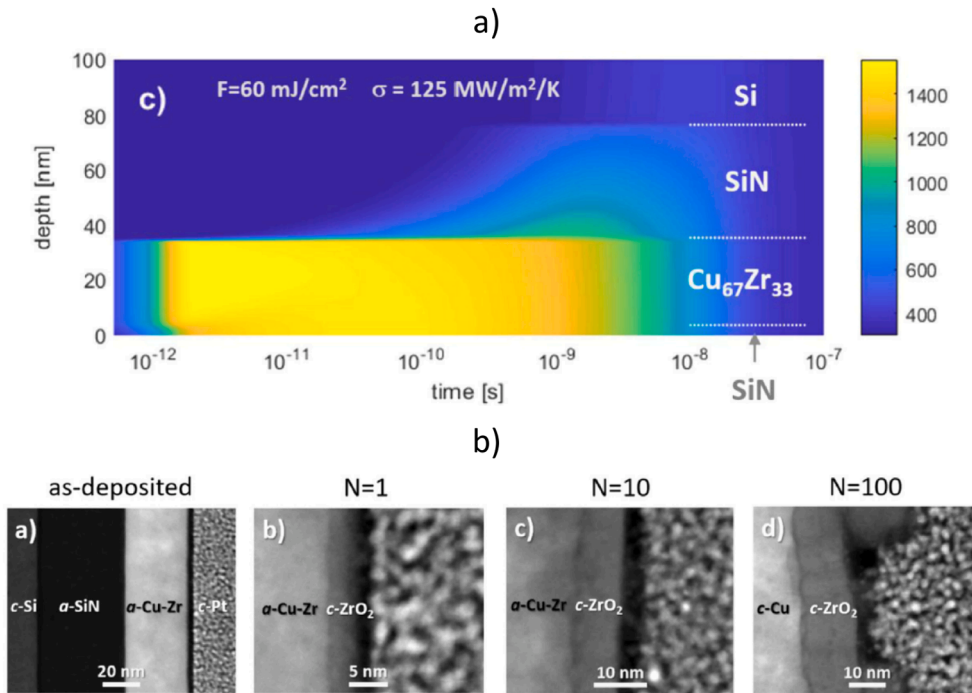 a)
c)
F=60 mJ/cm² σ = 125 MW/m²/K
Si
SiN
Cu₆₇Zr₃₃
SiN
depth [nm]
100
80
60
40
20
0
10⁻¹² 10⁻¹¹ 10⁻¹⁰ 10⁻⁹ 10⁻⁸ 10⁻⁷
time [s]
1400
1200
1000
800
600
400
b)
as-deposited N=1 N=10 N=100
a) b) c) d)
c-Si a-SiN a-Cu-Zr c-Pt a-Cu-Zr c-ZrO₂ a-Cu-Zr c-ZrO₂ c-Cu c-ZrO₂
20 nm 5 nm 10 nm 10 nm